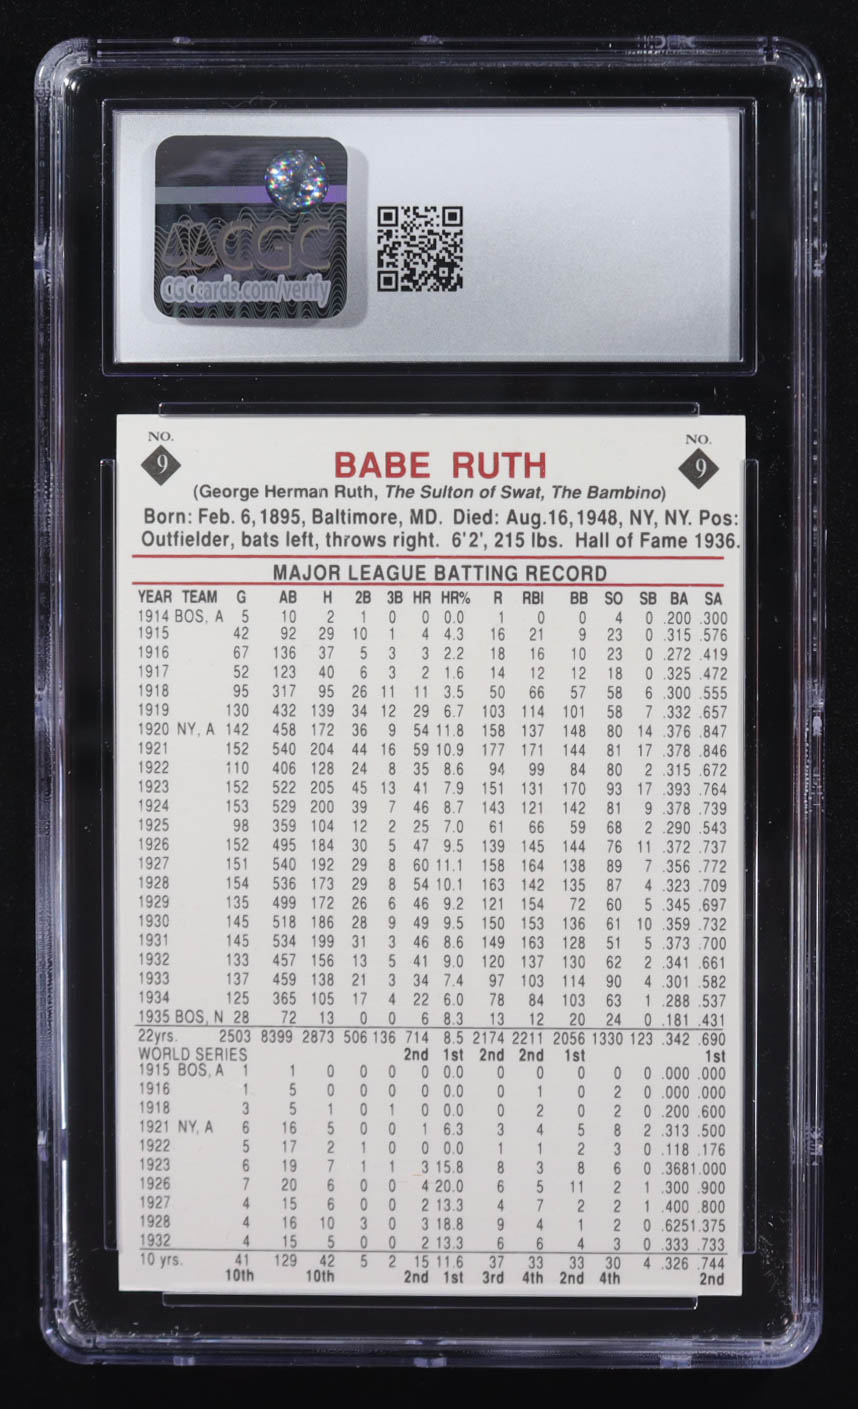 CGC
CGCcards.com/verify
NO. NO.
9 BABE RUTH 9
(George Herman Ruth, The Sulton of Swat, The Bambino)
Born: Feb. 6, 1895, Baltimore, MD. Died: Aug.16, 1948, NY, NY. Pos:
Outfielder, bats left, throws right. 6'2', 215 lbs. Hall of Fame 1936.
MAJOR LEAGUE BATTING RECORD
YEAR TEAM G AB H 2B 3B HR HR% R RBI BB SO SB BA SA
1914 BOS, A 5 10 2 1 0 0 0.0 1 0 0 4 0 .200 .300
1915 42 92 29 10 1 4 4.3 16 21 9 23 0 .315 .576
1916 67 136 37 5 3 3 2.2 18 16 10 23 0 .272 .419
1917 52 123 40 6 3 2 1.6 14 12 12 18 0 .325 .472
1918 95 317 95 26 11 11 3.5 50 66 57 58 6 .300 .555
1919 130 432 139 34 12 29 6.7 103 114 101 58 7 .332 .657
1920 NY, A 142 458 172 36 9 54 11.8 158 137 148 80 14 .376 .847
1921 152 540 204 44 16 59 10.9 177 171 144 81 17 .378 .846
1922 110 406 128 24 8 35 8.6 94 99 84 80 2 .315 .672
1923 152 522 205 45 13 41 7.9 151 131 170 93 17 .393 .764
1924 153 529 200 39 7 46 8.7 143 121 142 81 9 .378 .739
1925 98 359 104 12 2 25 7.0 61 66 59 68 2 .290 .543
1926 152 495 184 30 5 47 9.5 139 145 144 76 11 .372 .737
1927 151 540 192 29 8 60 11.1 158 164 138 89 7 .356 .772
1928 154 536 173 29 8 54 10.1 163 142 135 87 4 .323 .709
1929 135 499 172 26 6 46 9.2 121 154 72 60 5 .345 .697
1930 145 518 186 28 9 49 9.5 150 153 136 61 10 .359 .732
1931 145 534 199 31 3 46 8.6 149 163 128 51 5 .373 .700
1932 133 457 156 13 5 41 9.0 120 137 130 62 2 .341 .661
1933 137 459 138 21 3 34 7.4 97 103 114 90 4 .301 .582
1934 125 365 105 17 4 22 6.0 78 84 103 63 1 .288 .537
1935 BOS, N 28 72 13 0 0 6 8.3 13 12 20 24 0 .181 .431
22yrs. 2503 8399 2873 506 136 714 8.5 2174 2211 2056 1330 123 .342 .690
WORLD SERIES 2nd 1st 2nd 2nd 1st 1st
1915 BOS, A 1 1 0 0 0 0 0.0 0 0 0 0 0 .000 .000
1916 1 5 0 0 0 0 0.0 0 1 0 2 0 .000 .000
1918 3 5 1 0 1 0 0.0 0 2 0 2 0 .200 .600
1921 NY, A 6 16 5 0 0 1 6.3 3 4 5 8 2 .313 .500
1922 5 17 2 1 0 0 0.0 1 1 2 3 0 .118 .176
1923 6 19 7 1 1 3 15.8 8 3 8 6 0 .3681.000
1926 7 20 6 0 0 4 20.0 6 5 11 2 1 .300 .900
1927 4 15 6 0 0 2 13.3 4 7 2 2 1 .400 .800
1928 4 16 10 3 0 3 18.8 9 4 1 2 0 .6251.375
1932 4 15 5 0 0 2 13.3 6 6 4 3 0 .333 .733
10 yrs. 41 129 42 5 2 15 11.6 37 33 33 30 4 .326 .744
10th 10th 2nd 1st 3rd 4th 2nd 4th 2nd